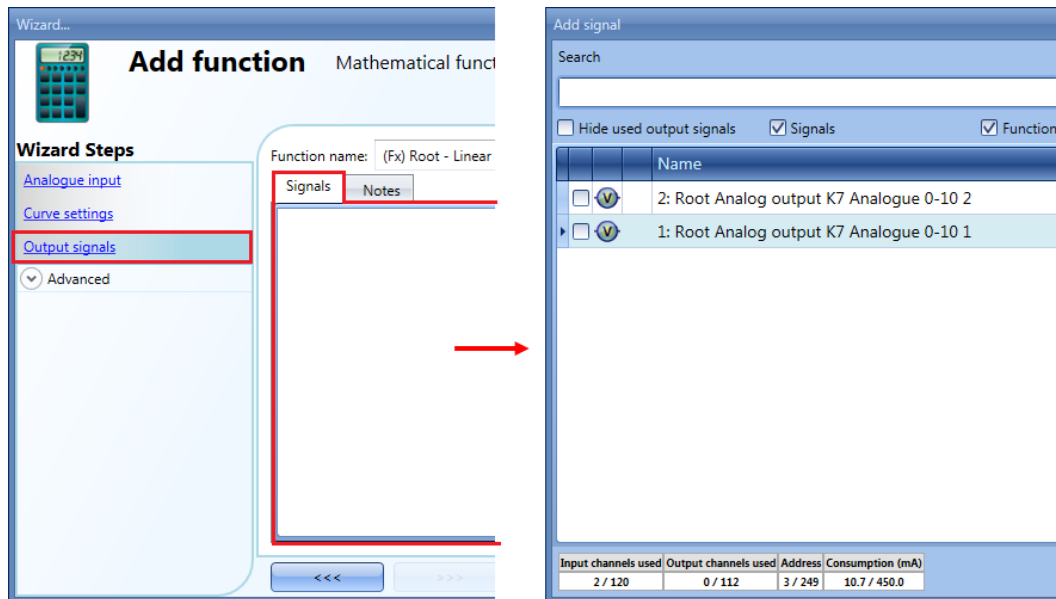 Wizard...
1234
Add function
Mathematical funct
Wizard Steps
Analogue input
Curve settings
Output signals
Advanced
Function name: (Fx) Root - Linear
Signals
Notes
<<<
>>>
Add signal
Search
Hide used output signals
Signals
Function
Name
V 2: Root Analog output K7 Analogue 0-10 2
V 1: Root Analog output K7 Analogue 0-10 1
Input channels used Output channels used Address Consumption (mA)
2 / 120 0 / 112 3 / 249 10.7 / 450.0